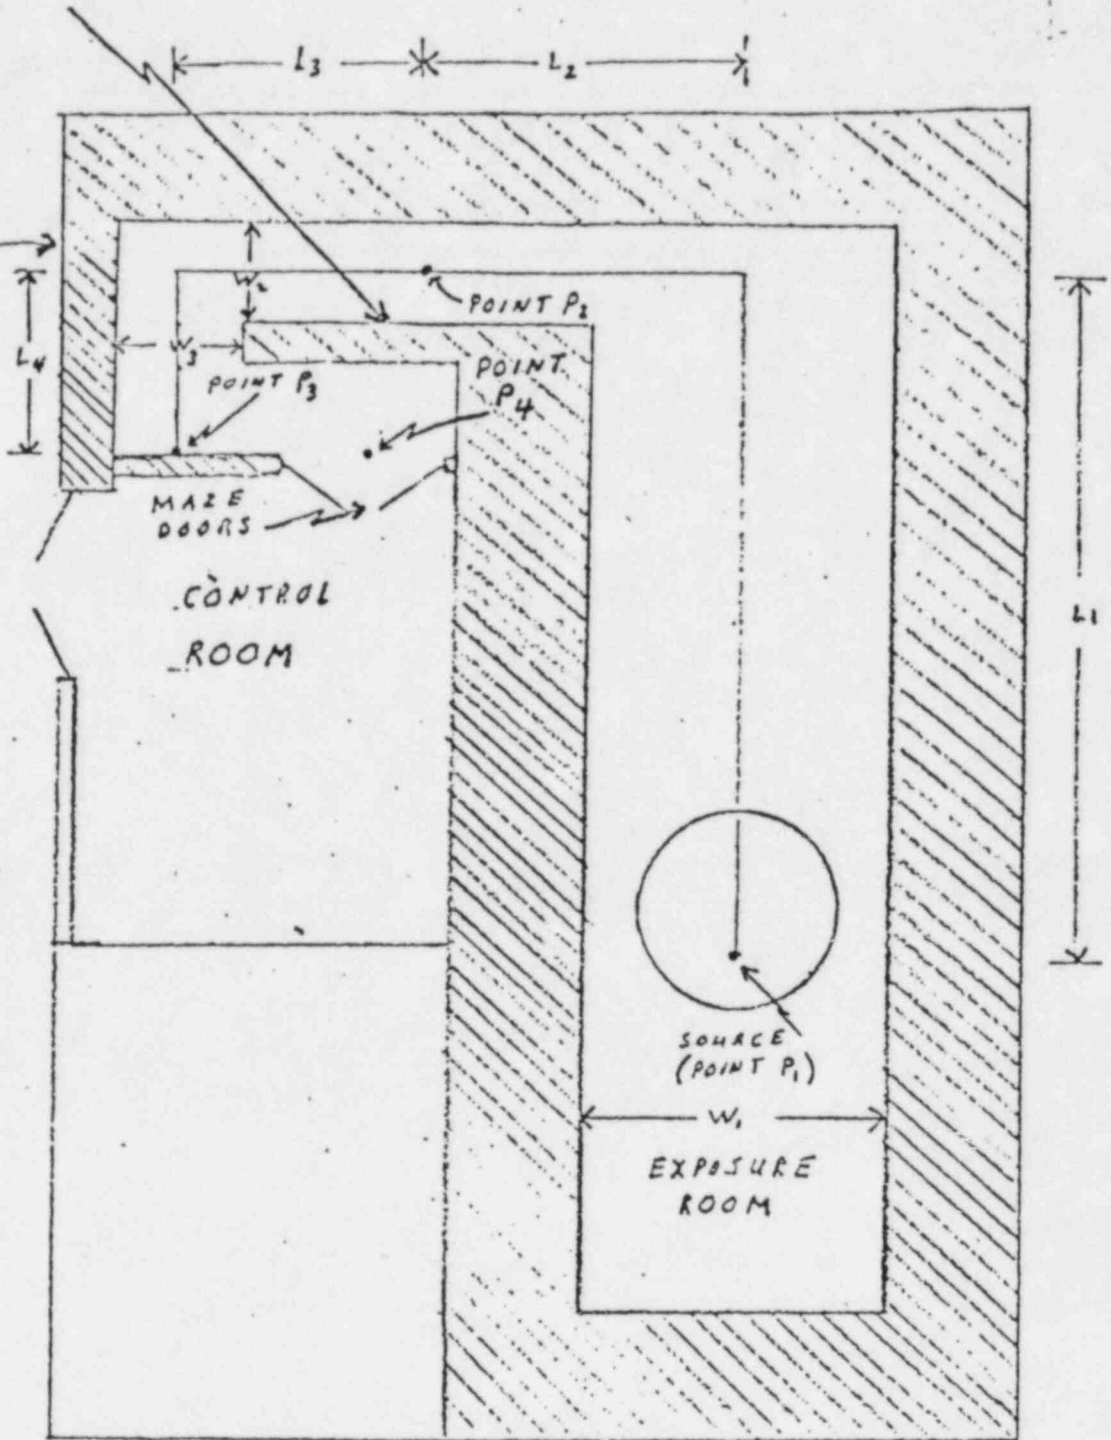 L3
L2
W2
POINT P2
L4
W3
POINT P3
POINT
P4
MAZE
DOORS
CONTROL
ROOM
L1
SOURCE
(POINT P1)
W1
EXPOSURE
ROOM